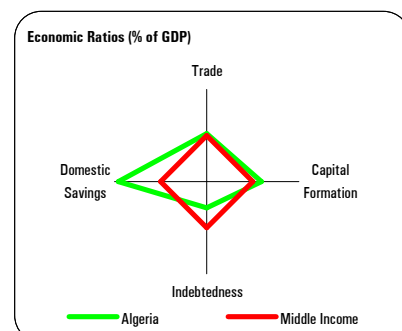 Economic Ratios (% of GDP)
Trade
Domestic
Savings
Capital
Formation
Indebtedness
Algeria
Middle Income